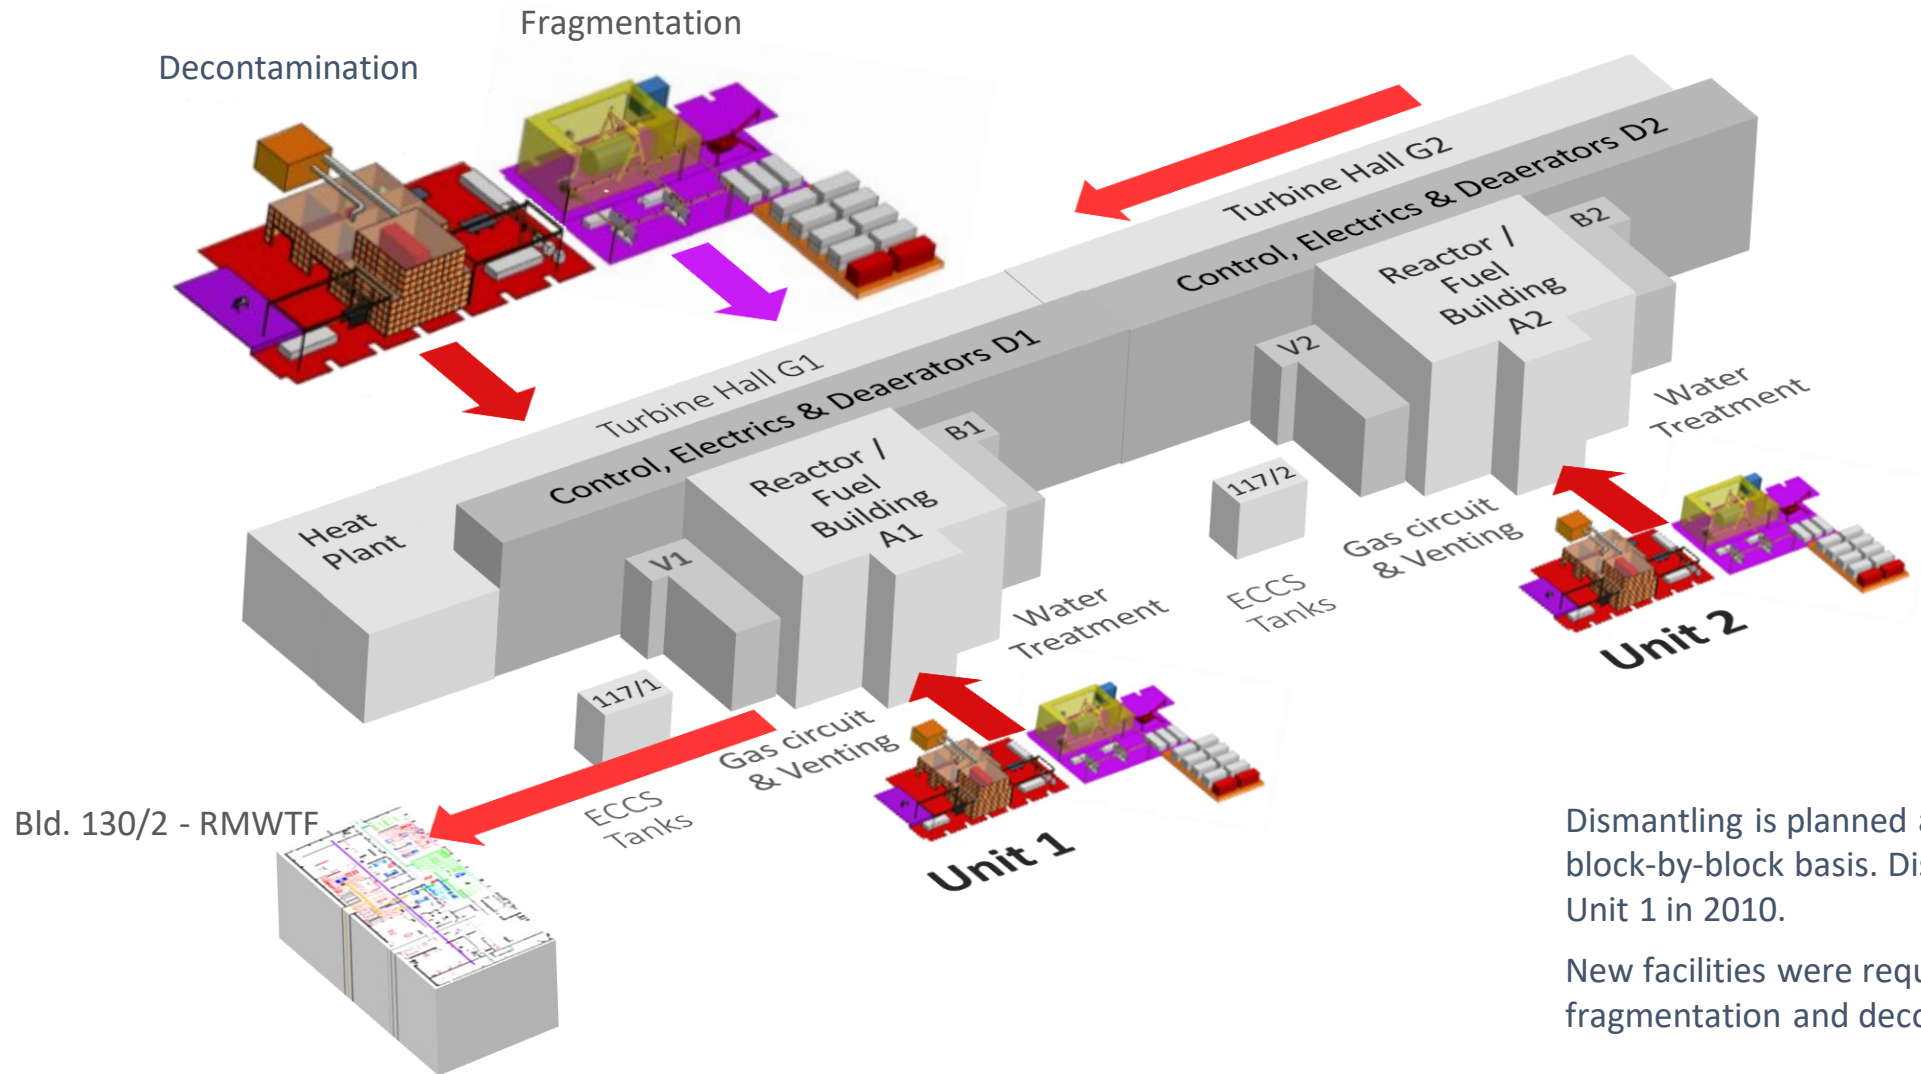 Fragmentation
Decontamination
Turbine Hall G2
Control, Electrics & Deaerators D2
B2
Reactor /
Fuel
Building
A2
V2
Water
Treatment
Turbine Hall G1
Control, Electrics & Deaerators D1
B1
Reactor /
Fuel
Building
A1
Heat
Plant
V1
117/2
Gas circuit
& Venting
ECCS
Tanks
Unit 2
Water
Treatment
117/1
Gas circuit
& Venting
ECCS
Tanks
Unit 1
Bld. 130/2 - RMWTF
Dismantling is planned
block-by-block basis.
Unit 1 in 2010.
New facilities were
fragmentation and